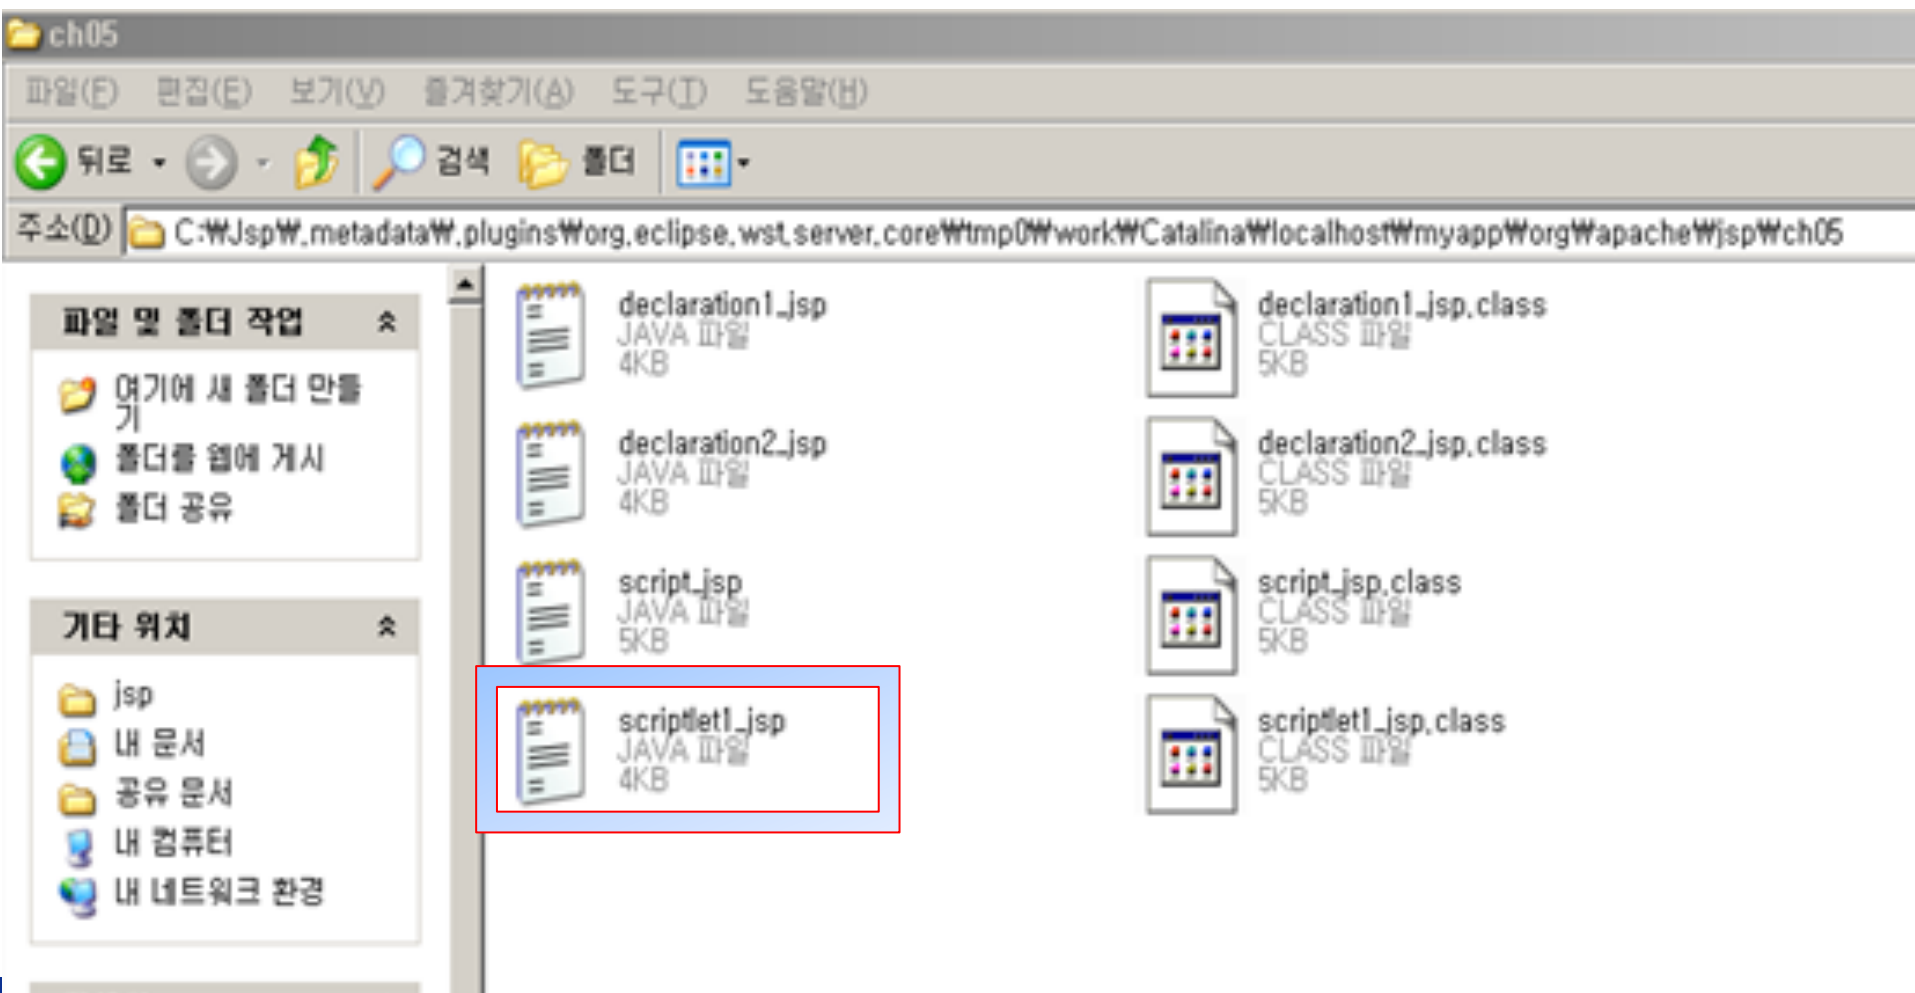 ch05
파일(F) 편집(E) 보기(V) 즐겨찾기(A) 도구(T) 도움말(H)
뒤로 검색 폴더
주소(D) C:₩Jsp₩.metadata₩.plugins₩org.eclipse.wst.server.core₩tmp0₩work₩Catalina₩localhost₩myapp₩org₩apache₩jsp₩ch05
파일 및 폴더 작업
여기에 새 폴더 만들
기
폴더를 웹에 게시
폴더 공유
기타 위치
jsp
내 문서
공유 문서
내 컴퓨터
내 네트워크 환경
declaration1_jsp
JAVA 파일
4KB
declaration1_jsp.class
CLASS 파일
5KB
declaration2_jsp
JAVA 파일
4KB
declaration2_jsp.class
CLASS 파일
5KB
script_jsp
JAVA 파일
5KB
script_jsp.class
CLASS 파일
5KB
scriptlet1_jsp
JAVA 파일
4KB
scriptlet1_jsp.class
CLASS 파일
5KB